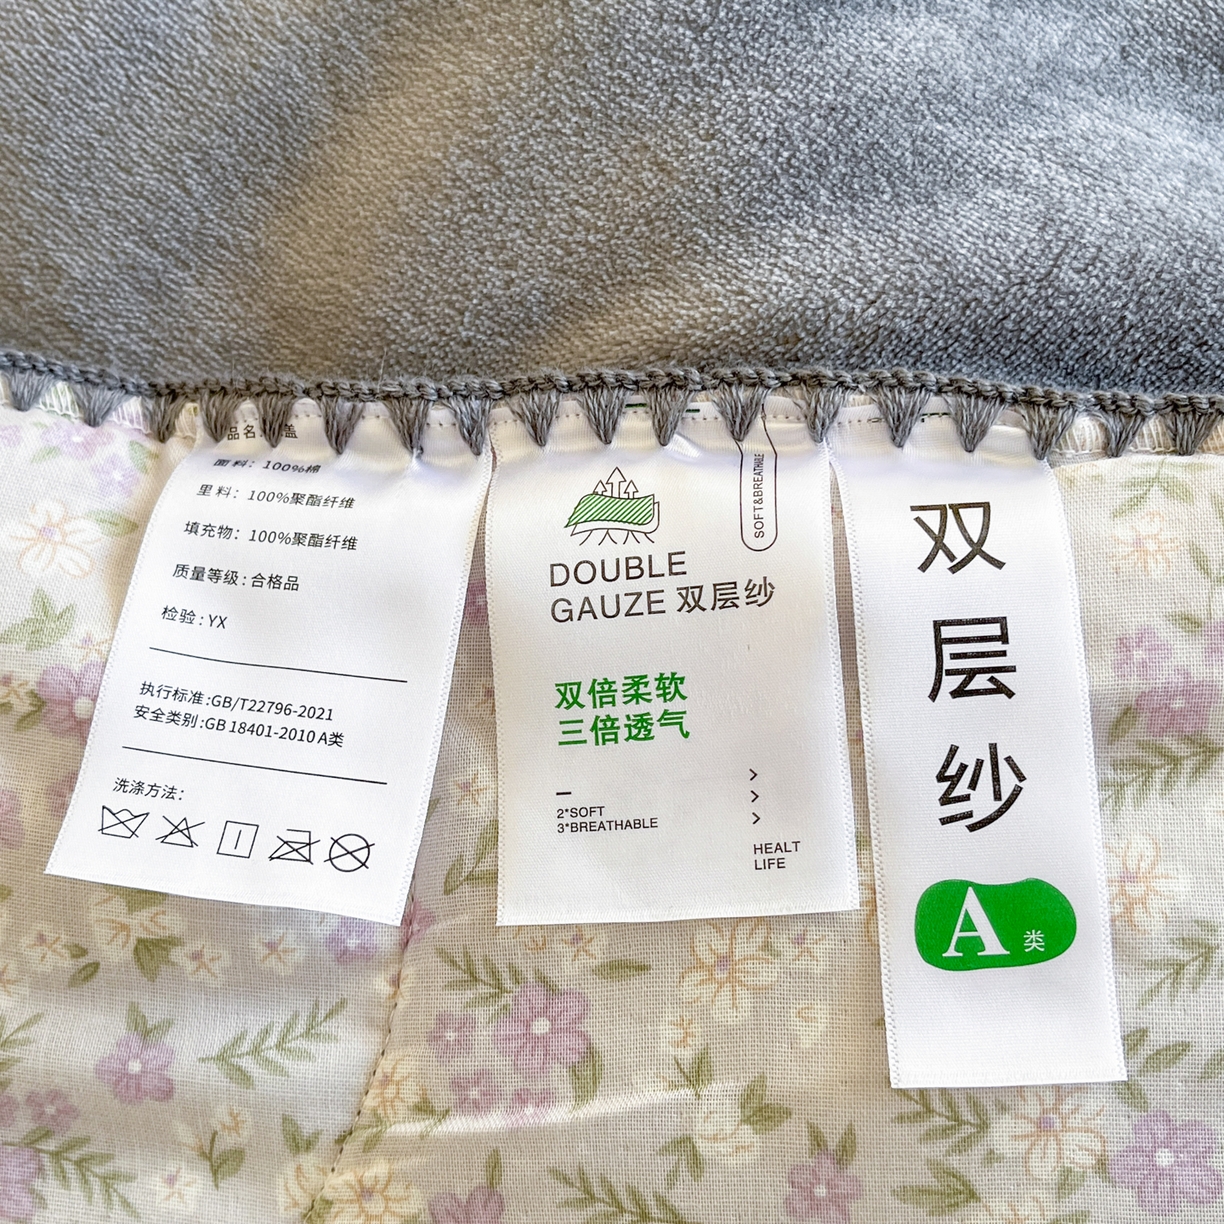 品名:
面料: 100%棉
里料: 100%聚酯纤维
填充物: 100%聚酯纤维
质量等级:合格品
检验:YX
执行标准:GB/T22796-2021
安全类别:GB 18401-2010 A类
洗涤方法:
SOFT&BREATHABLE
DOUBLE
GAUZE 双层纱
双倍柔软
三倍透气
2*SOFT
3*BREATHABLE
HEALT
LIFE
双
层
纱
A类